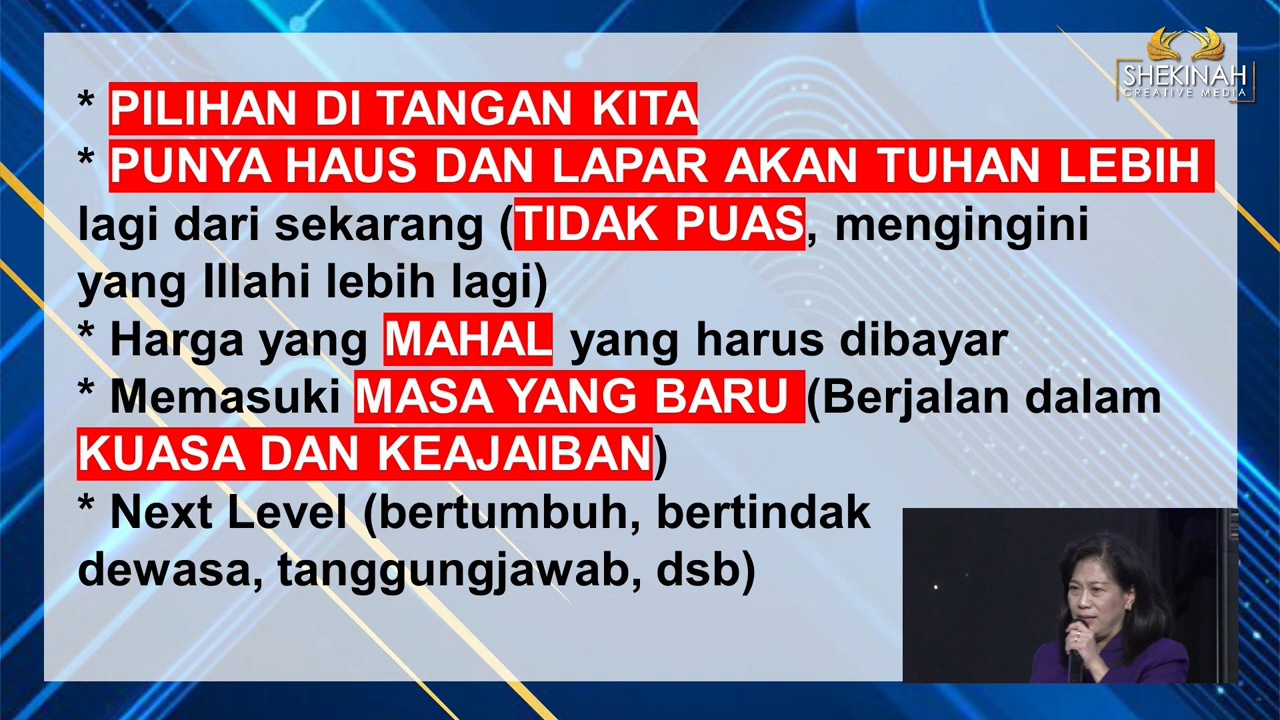 * PILIHAN DI TANGAN KITA
* PUNYA HAUS DAN LAPAR AKAN TUHAN LEBIH
lagi dari sekarang (TIDAK PUAS, mengingini
yang Illahi lebih lagi)
* Harga yang MAHAL yang harus dibayar
* Memasuki MASA YANG BARU (Berjalan dalam
KUASA DAN KEAJAIBAN)
* Next Level (bertumbuh, bertindak
dewasa, tanggungjawab, dsb)
SHEKINAH
CREATIVE MEDIA